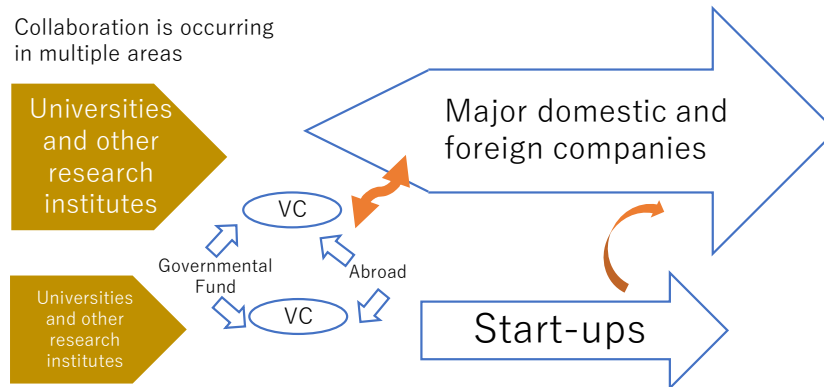 Collaboration is occurring
in multiple areas
Universities
and other
research
institutes
Major domestic and
foreign companies
VC
Governmental
Fund
Abroad
VC
Universities
and other
research
institutes
Start-ups